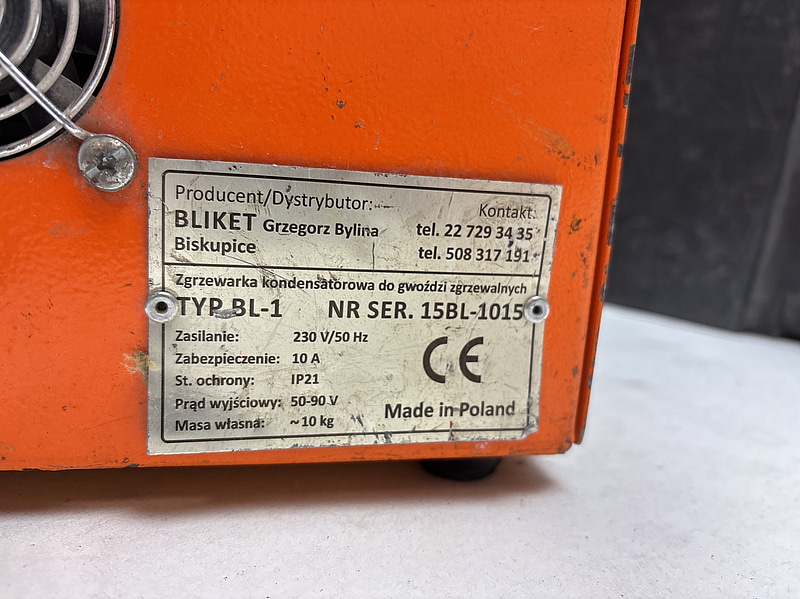 Producent/Dystrybutor:
Kontakt:
BLIKET Grzegorz Bylina
tel. 22 729 34 35
Biskupice
tel. 508 317 191
Zgrzewarka kondensatorowa do gwoździ zgrzewalnych
TYP BL-1 NR SER. 15BL-1015
Zasilanie: 230 V/50 Hz
Zabezpieczenie: 10 A
St. ochrony: IP21
Prąd wyjściowy: 50-90 V
Masa własna: ~10 kg
CE
Made in Poland